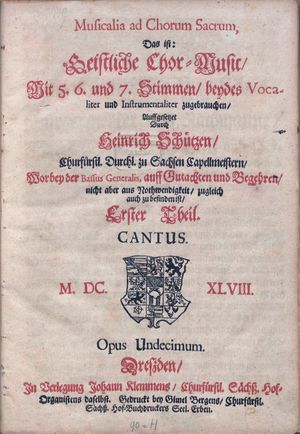 Musicalia ad Chorum Sacrum,
Das ist:
Geistliche Chor-Music/
Mit 5. 6. und 7. Stimmen/ beydes Voca-
liter und Instrumentaliter zugebrauchen/
Auffgesetzet
Durch
Heinrich Schützen/
Churfürstl. Durchl. zu Sachsen Capellmeistern/
Worbey der Bassus Generalis, auff Gutachten und Begehren/
nicht aber aus Nothwendigkeit/ zugleich
auch zu befinden ist/
Erster Theil.
CANTUS.
M. DC. XLVIII.
Opus Undecimum.
Dreßden/
In Verlegung Johann Klemmens/ Churfürstl. Sächß. Hof-
Organistens daselbst. Gedruckt bey Gimel Bergens/ Churfürstl.
Sächß. Hof-Buchdruckers Seel. Erben.